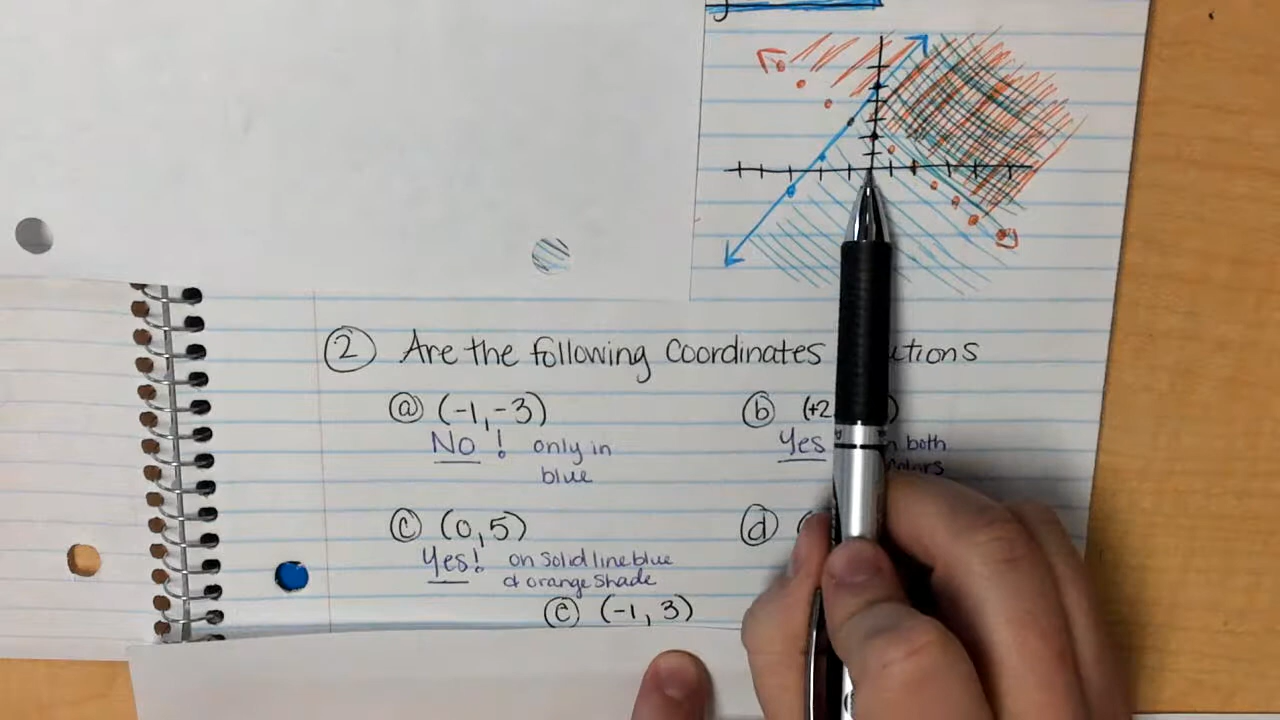 ② Are the following Coordinates
ⓐ (-1,-3)
No! only in
blue
ⓑ (+2
Yes both
ⓒ (0,5)
Yes! on Solid line blue
& orange Shade
ⓓ (
ⓔ (-1, 3)